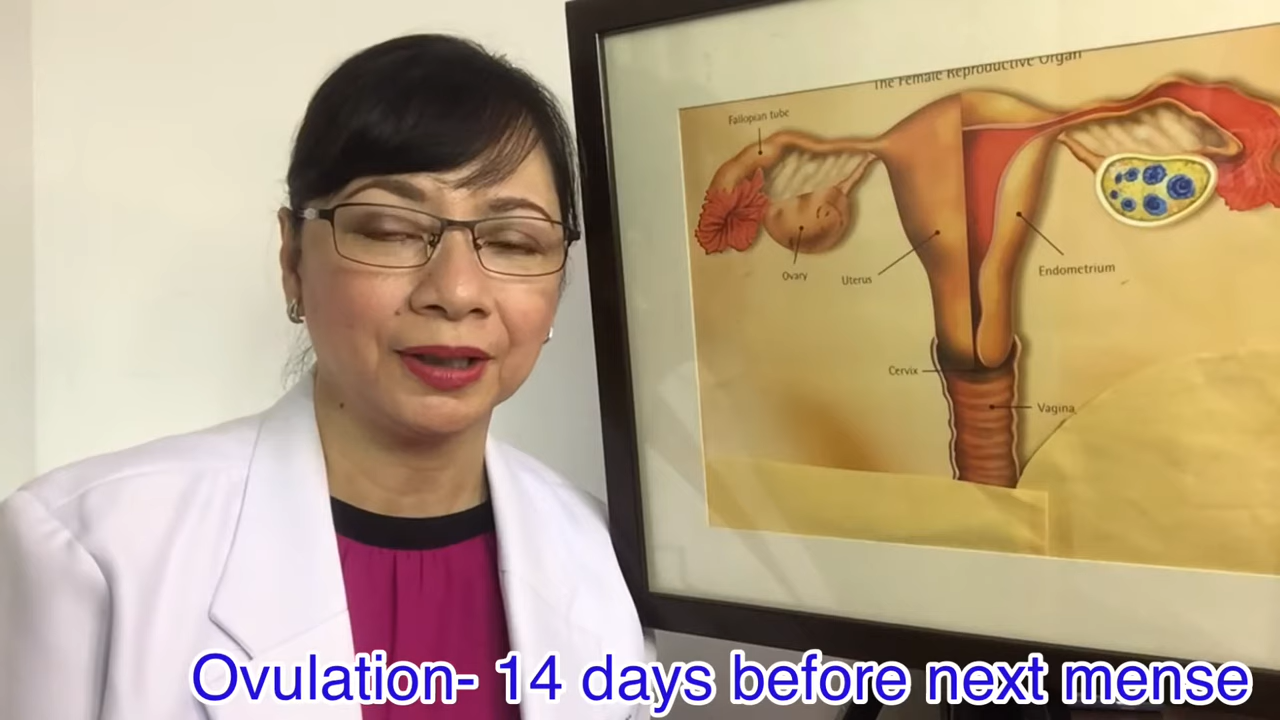 The Female Reproductive Organ
Fallopian tube
Ovary
Uterus
Endometrium
Cervix
Vagina
Ovulation- 14 days before next mense